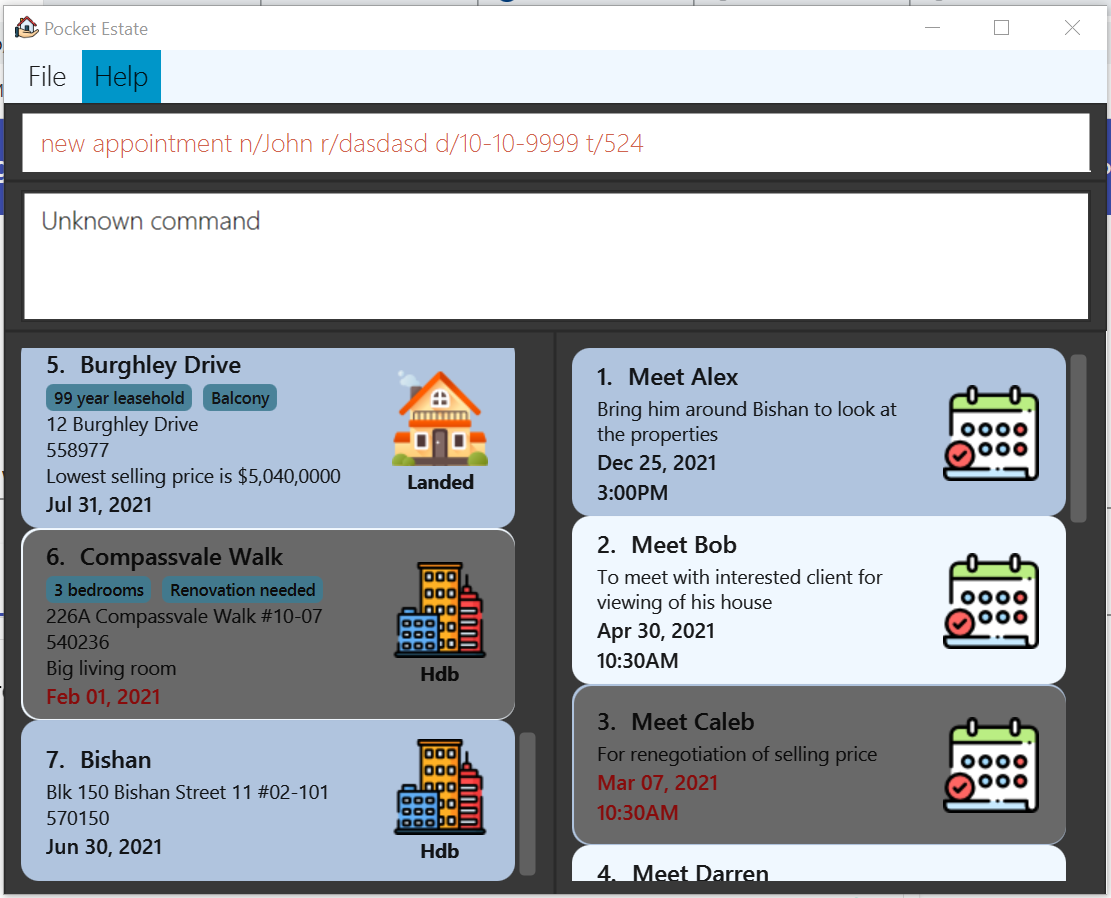 Pocket Estate
File Help
new appointment n/John r/dasdasd d/10-10-9999 t/524
Unknown command
5. Burghley Drive
99 year leasehold Balcony
12 Burghley Drive
558977
Lowest selling price is $5,040,0000
Jul 31, 2021
Landed
6. Compassvale Walk
3 bedrooms Renovation needed
226A Compassvale Walk #10-07
540236
Big living room
Feb 01, 2021
Hdb
7. Bishan
Blk 150 Bishan Street 11 #02-101
570150
Jun 30, 2021
Hdb
1. Meet Alex
Bring him around Bishan to look at
the properties
Dec 25, 2021
3:00PM
2. Meet Bob
To meet with interested client for
viewing of his house
Apr 30, 2021
10:30AM
3. Meet Caleb
For renegotiation of selling price
Mar 07, 2021
10:30AM
4. Meet Darren